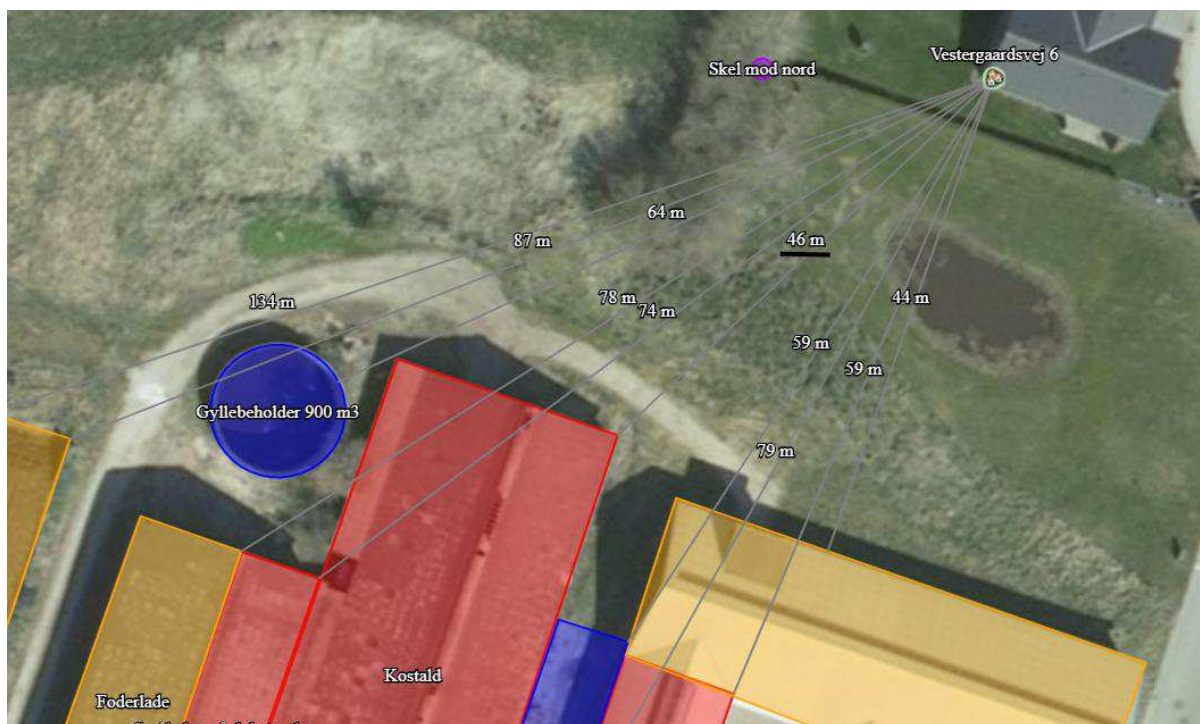 Vestergaardsvej 6
Skel mod nord
64 m
87 m
46 m
134 m
78 m
74 m
44 m
59 m
59 m
Gyllebeholder 900 m3
79 m
Kostald
Foderlade